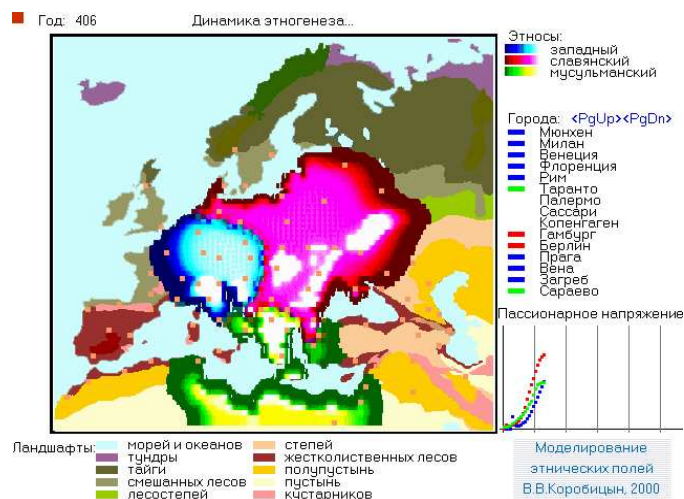 Год: 406
Динамика этногенеза...
Этносы:
западный
славянский
мусульманский
Города: <PgUp><PgDn>
Мюнхен
Милан
Венеция
Флоренция
Рим
Таранто
Палермо
Сассари
Копенгаген
Гамбург
Берлин
Прага
Вена
Загреб
Сараево
Пассионарное напряжение
Ландшафты:
морей и океанов
тундры
тайги
смешанных лесов
лесостепей
степей
жестколиственных лесов
полупустынь
пустынь
кустарников
Моделирование
этнических полей
В.В.Коробицын, 2000